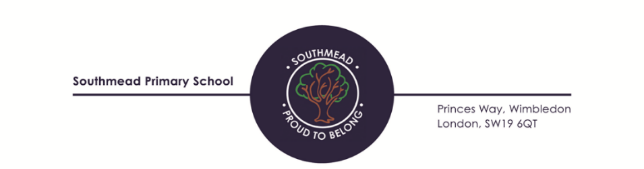 Southmead Primary School
SOUTHMEAD
PROUD TO BELONG
Princes Way, Wimbledon
London, SW19 6QT